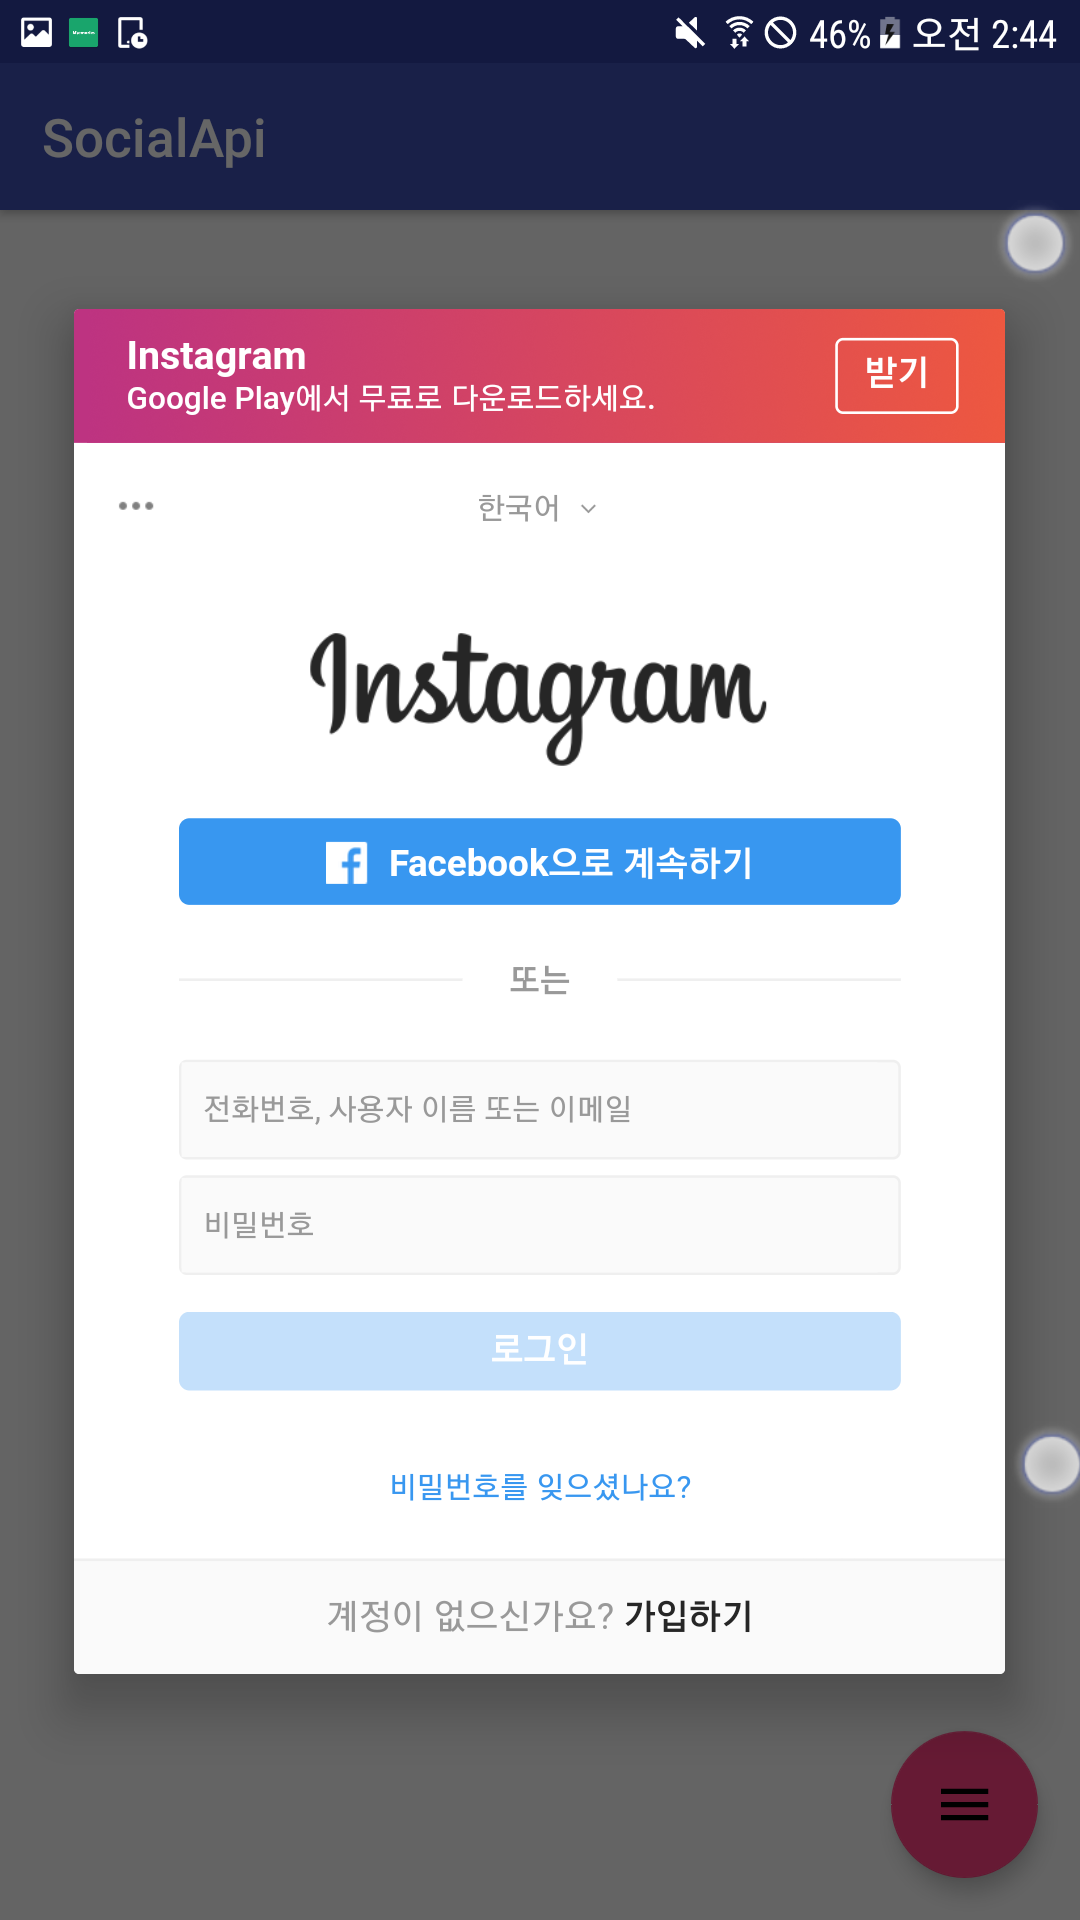 46% 오전 2:44
SocialApi
Instagram
Google Play에서 무료로 다운로드하세요.
받기
한국어
Instagram
Facebook으로 계속하기
또는
전화번호, 사용자 이름 또는 이메일
비밀번호
로그인
비밀번호를 잊으셨나요?
계정이 없으신가요? 가입하기